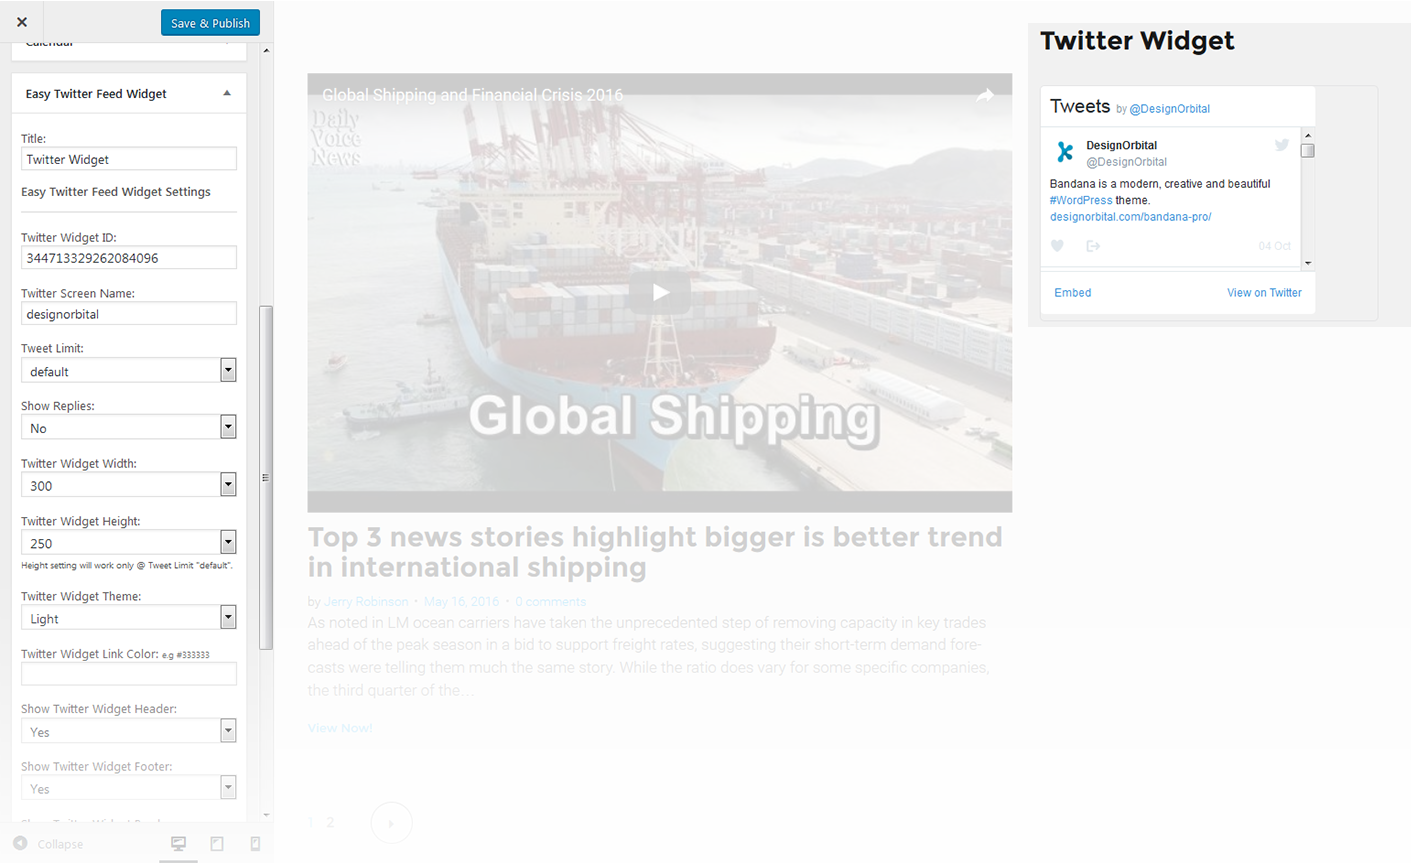 Save & Publish
Calendar
Easy Twitter Feed Widget
Title:
Twitter Widget
Easy Twitter Feed Widget Settings
Twitter Widget ID:
344713329262084096
Twitter Screen Name:
designorbital
Tweet Limit:
default
Show Replies:
No
Twitter Widget Width:
300
Twitter Widget Height:
250
Height setting will work only @ Tweet Limit "default".
Twitter Widget Theme:
Light
Twitter Widget Link Color: e.g #333333
Show Twitter Widget Header:
Yes
Show Twitter Widget Footer:
Yes
Collapse
Global Shipping and Financial Crisis 2016
Daily
Voice
News
Global Shipping
Top 3 news stories highlight bigger is better trend
in international shipping
by Jerry Robinson • May 16, 2016 • 0 comments
As noted in LM ocean carriers have taken the unprecedented step of removing capacity in key trades
ahead of the peak season in a bid to support freight rates, suggesting their short-term demand fore-
casts were telling them much the same story. While the ratio does vary for some specific companies,
the third quarter of the…
View Now!
1 2
Twitter Widget
Tweets by @DesignOrbital
DesignOrbital
@DesignOrbital
Bandana is a modern, creative and beautiful
#WordPress theme.
designorbital.com/bandana-pro/
04 Oct
Embed View on Twitter